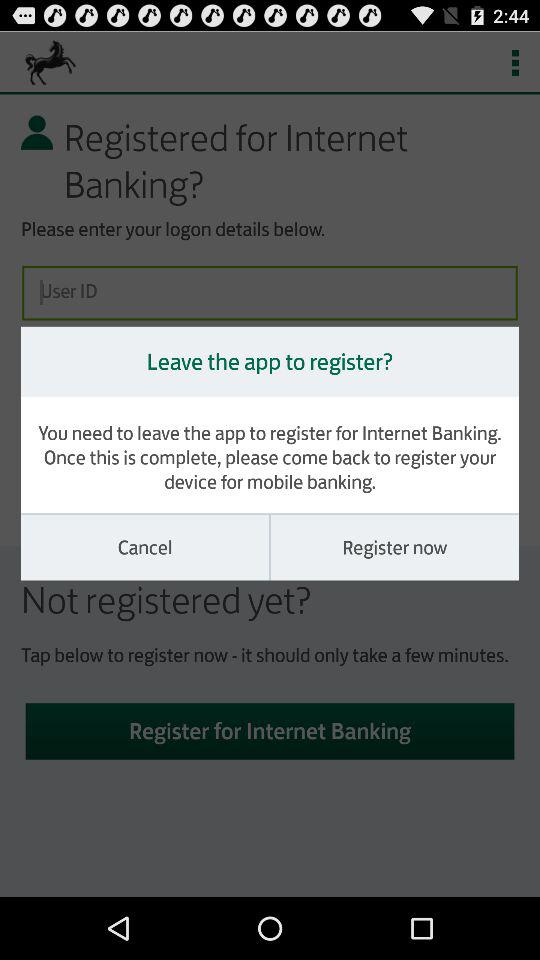 2:44
Registered for Internet
Banking?
Please enter your logon details below.
User ID
Leave the app to register?
You need to leave the app to register for Internet Banking.
Once this is complete, please come back to register your
device for mobile banking.
Cancel
Register now
Not registered yet?
Tap below to register now - it should only take a few minutes.
Register for Internet Banking